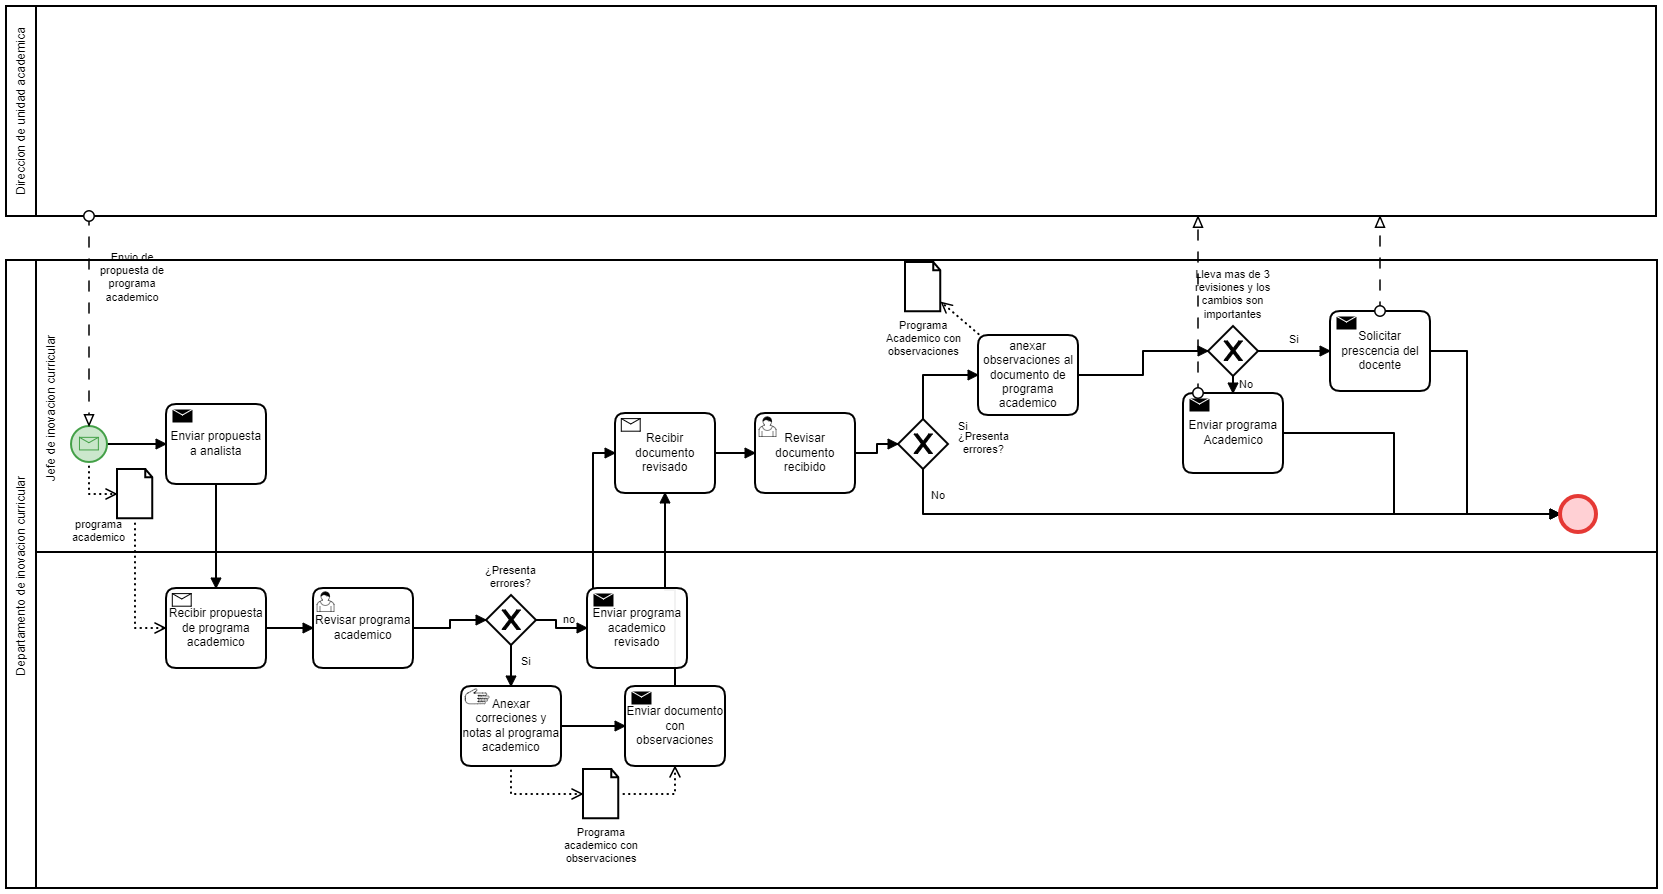 Direccion de unidad academica
Departamento de inovacion curricular
Jefe de inovacion curricular
Envio de
propuesta de
programa
academico
Enviar propuesta
a analista
programa
academico
Recibir propuesta
de programa
academico
Revisar programa
academico
¿Presenta
errores?
no
Si
Enviar programa
academico
revisado
Anexar
correciones y
notas al programa
academico
Enviar documento
con
observaciones
Programa
academico con
observaciones
Recibir
documento
revisado
Revisar
documento
recibido
Si
¿Presenta
errores?
No
Programa
Academico con
observaciones
anexar
observaciones al
documento de
programa
academico
Lleva mas de 3
revisiones y los
cambios son
importantes
Si
No
Enviar programa
Academico
Solicitar
prescencia del
docente